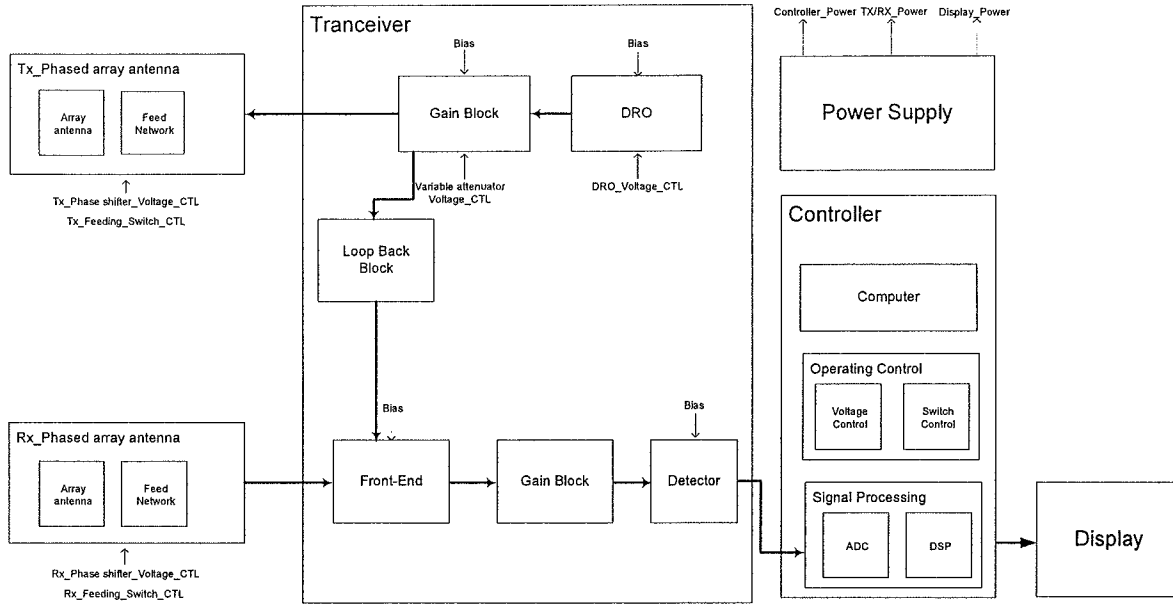 Controller_Power TX/RX_Power Display_Power
Tranceiver
Bias
Bias
Tx_Phased array antenna
Array
antenna
Feed
Network
Gain Block
DRO
Power Supply
Variable attenuator
Voltage_CTL
DRO_Voltage_CTL
Tx_Phase shifter_Voltage_CTL
Tx_Feeding_Switch_CTL
Controller
Loop Back
Block
Computer
Operating Control
Voltage
Control
Switch
Control
Bias
Bias
Rx_Phased array antenna
Array
antenna
Feed
Network
Front-End
Gain Block
Detector
Signal Processing
ADC
DSP
Display
Rx_Phase shifter_Voltage_CTL
Rx_Feeding_Switch_CTL